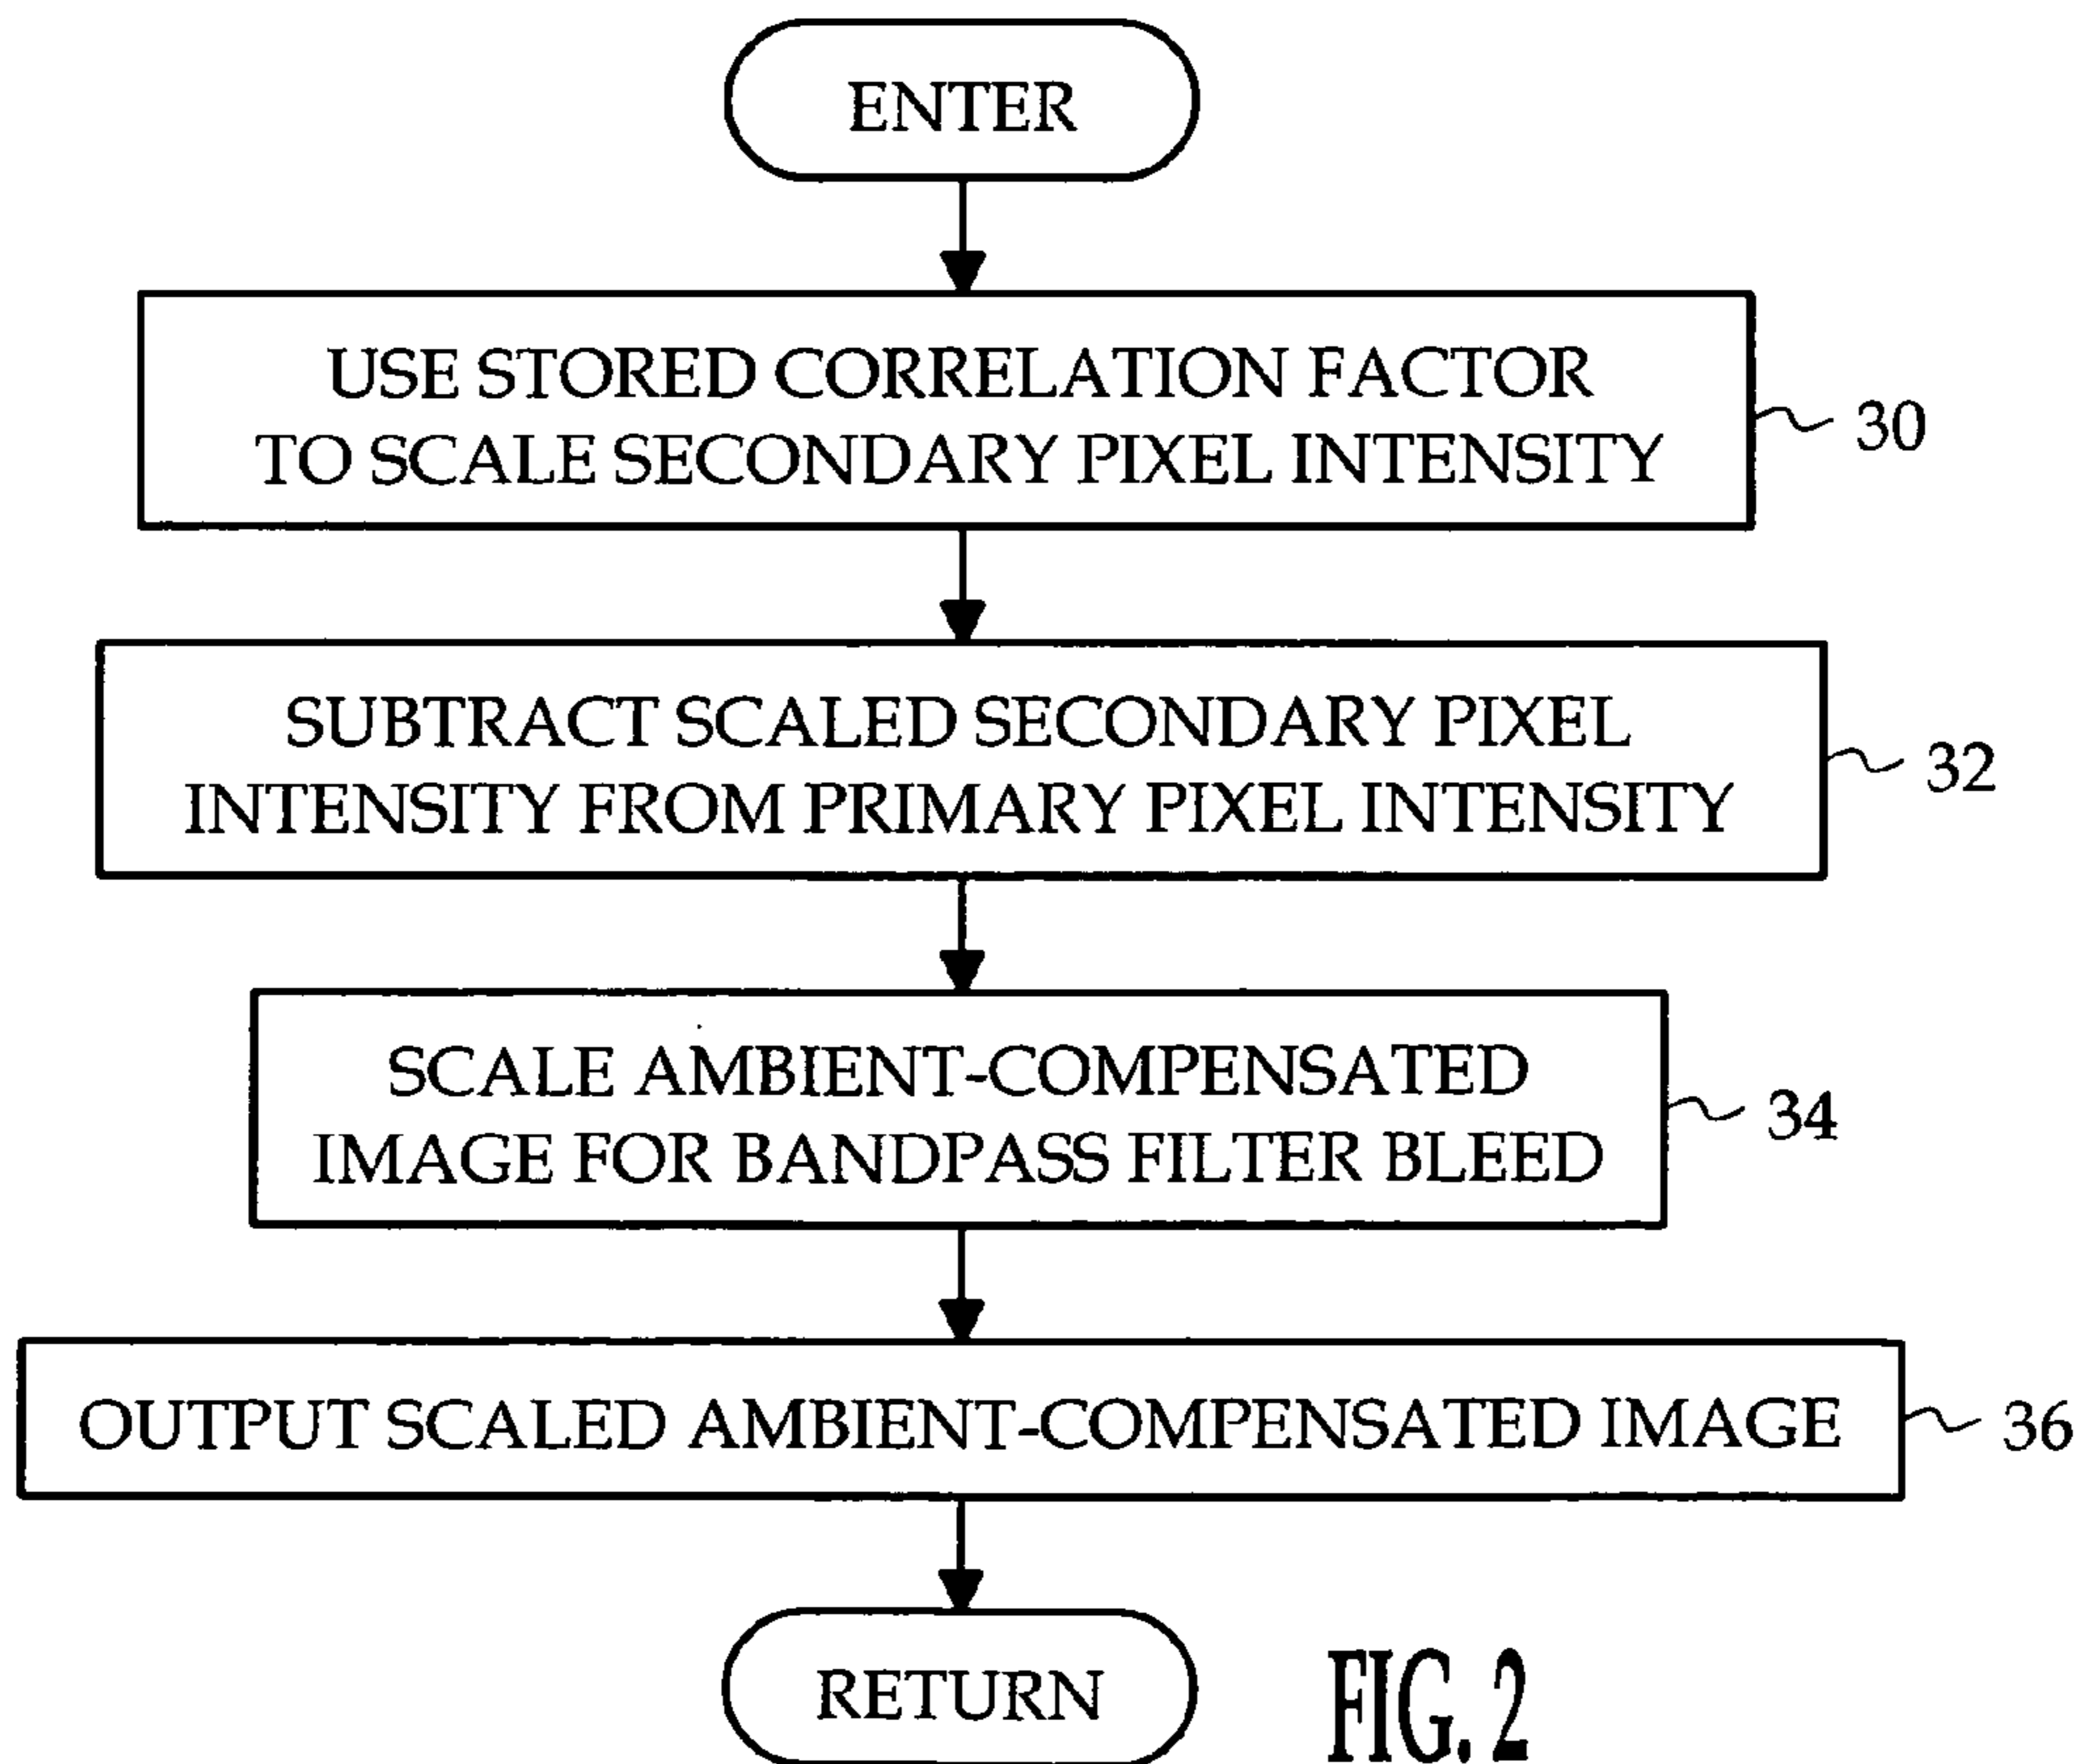 ENTER
USE STORED CORRELATION FACTOR
TO SCALE SECONDARY PIXEL INTENSITY
30
SUBTRACT SCALED SECONDARY PIXEL
INTENSITY FROM PRIMARY PIXEL INTENSITY
32
SCALE AMBIENT-COMPENSATED
IMAGE FOR BANDPASS FILTER BLEED
34
OUTPUT SCALED AMBIENT-COMPENSATED IMAGE
36
RETURN
FIG. 2